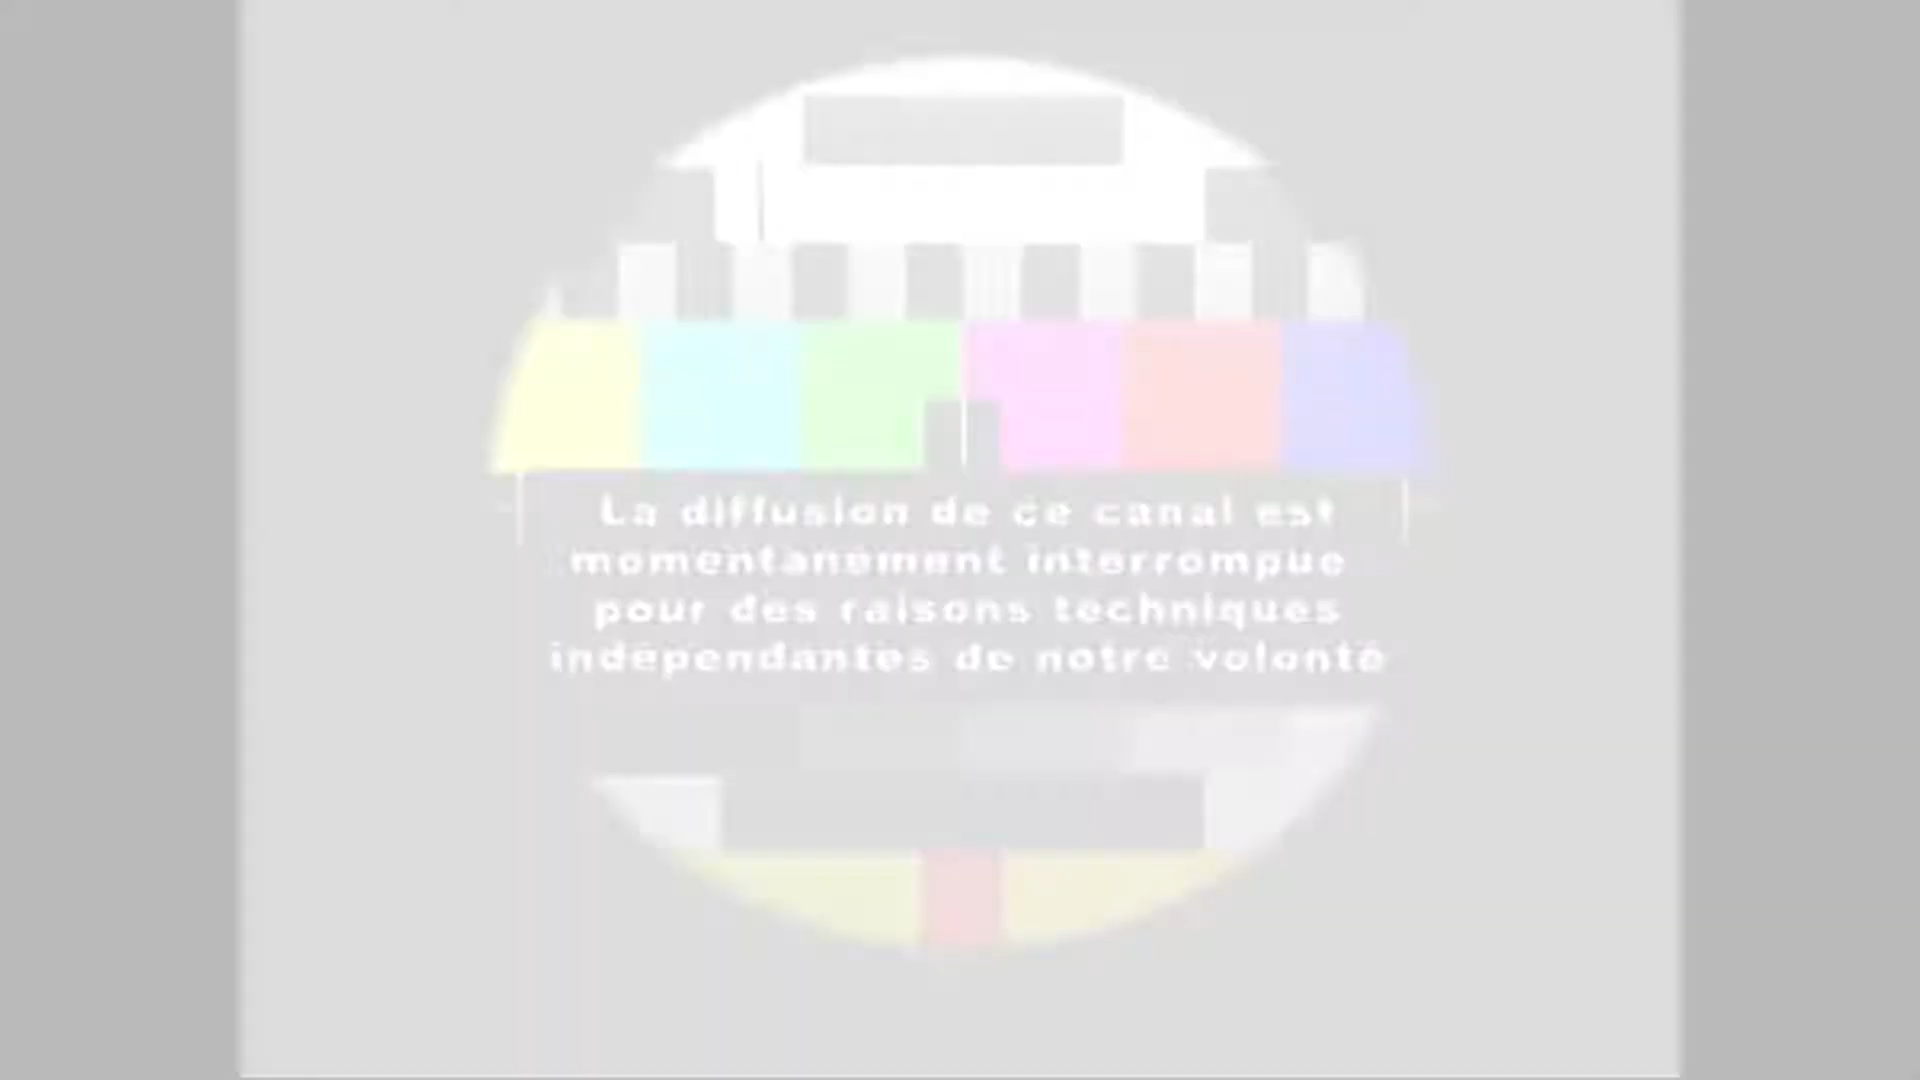 La diffusion de ce canal est
momentanément interrompue
pour des raisons techniques
indépendantes de notre volonté